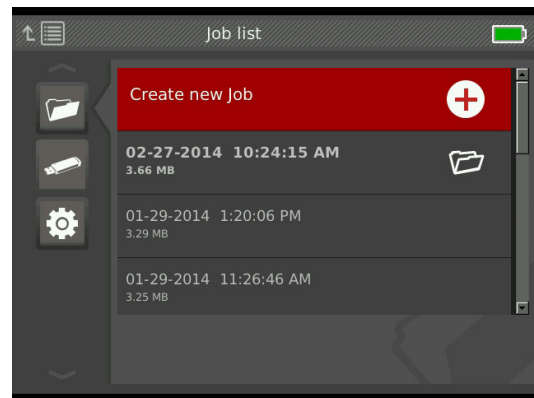 Job list
Create new Job
02-27-2014 10:24:15 AM
3.66 MB
01-29-2014 1:20:06 PM
3.29 MB
01-29-2014 11:26:46 AM
3.25 MB